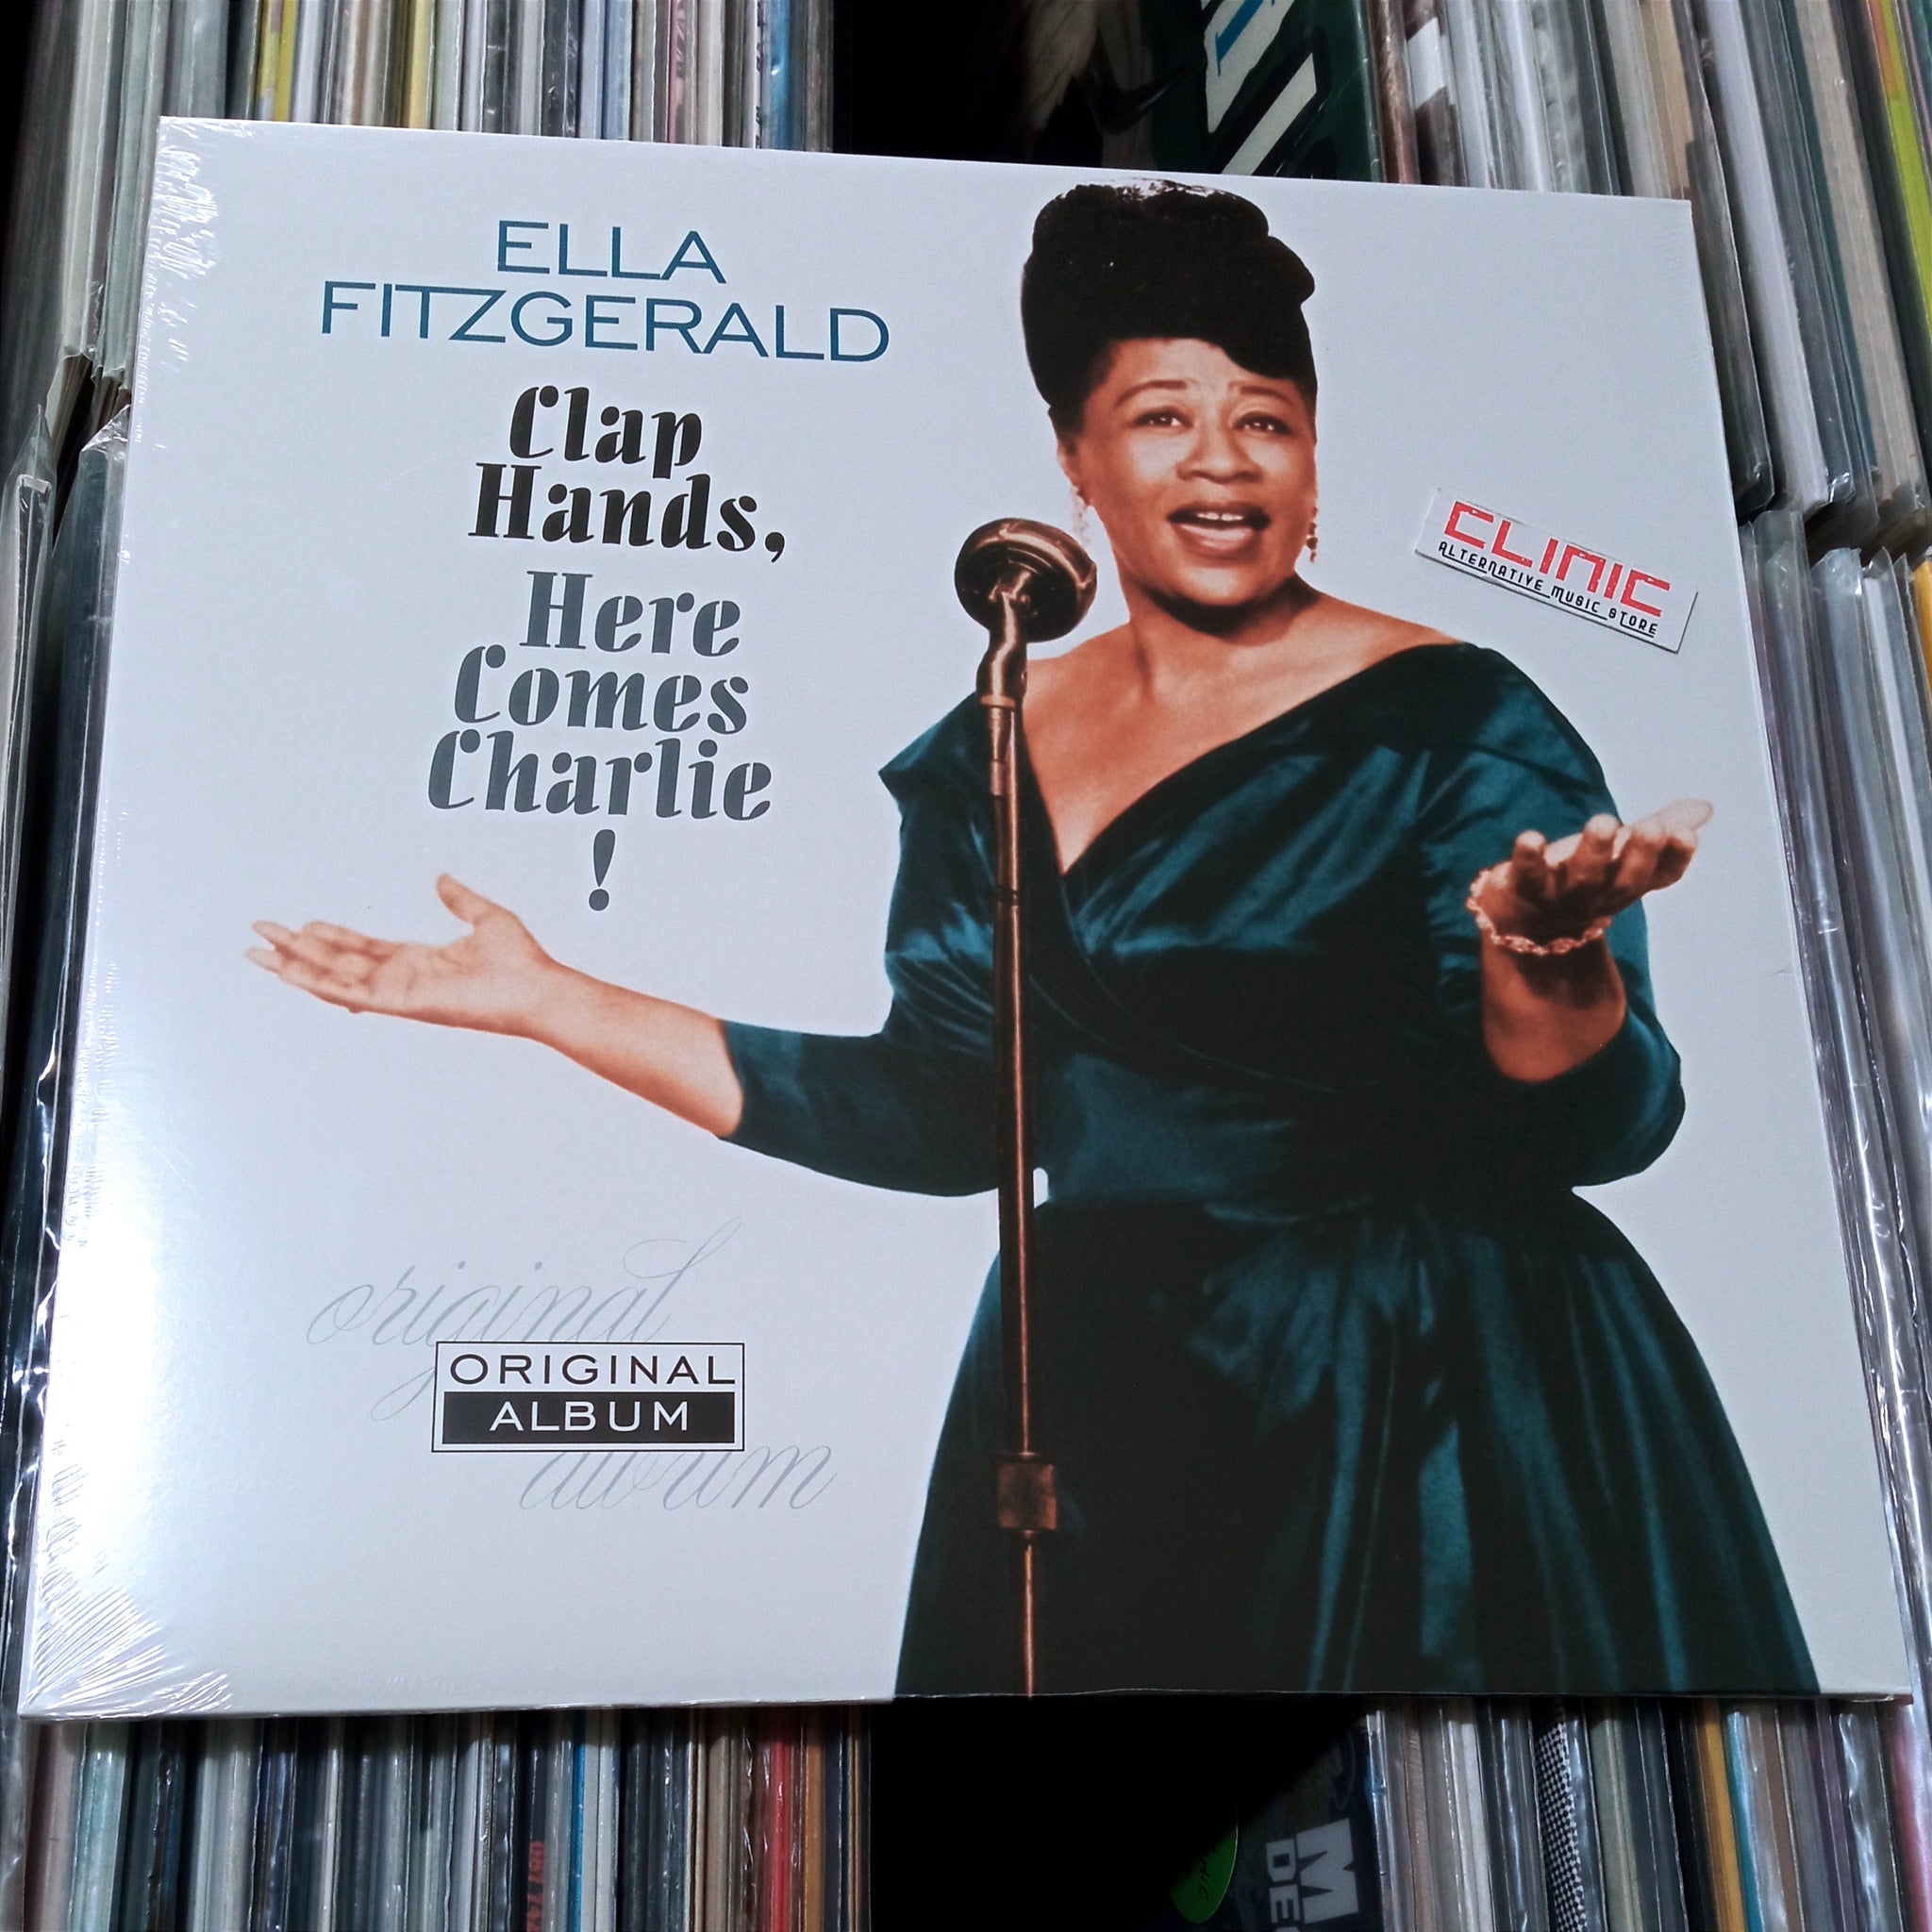 ELLA
FITZGERALD
Clap
Hands,
Here
Comes
Charlie
!
CLINIC
ALTERNATIVE MUSIC STORE
original
ORIGINAL
ALBUM
album